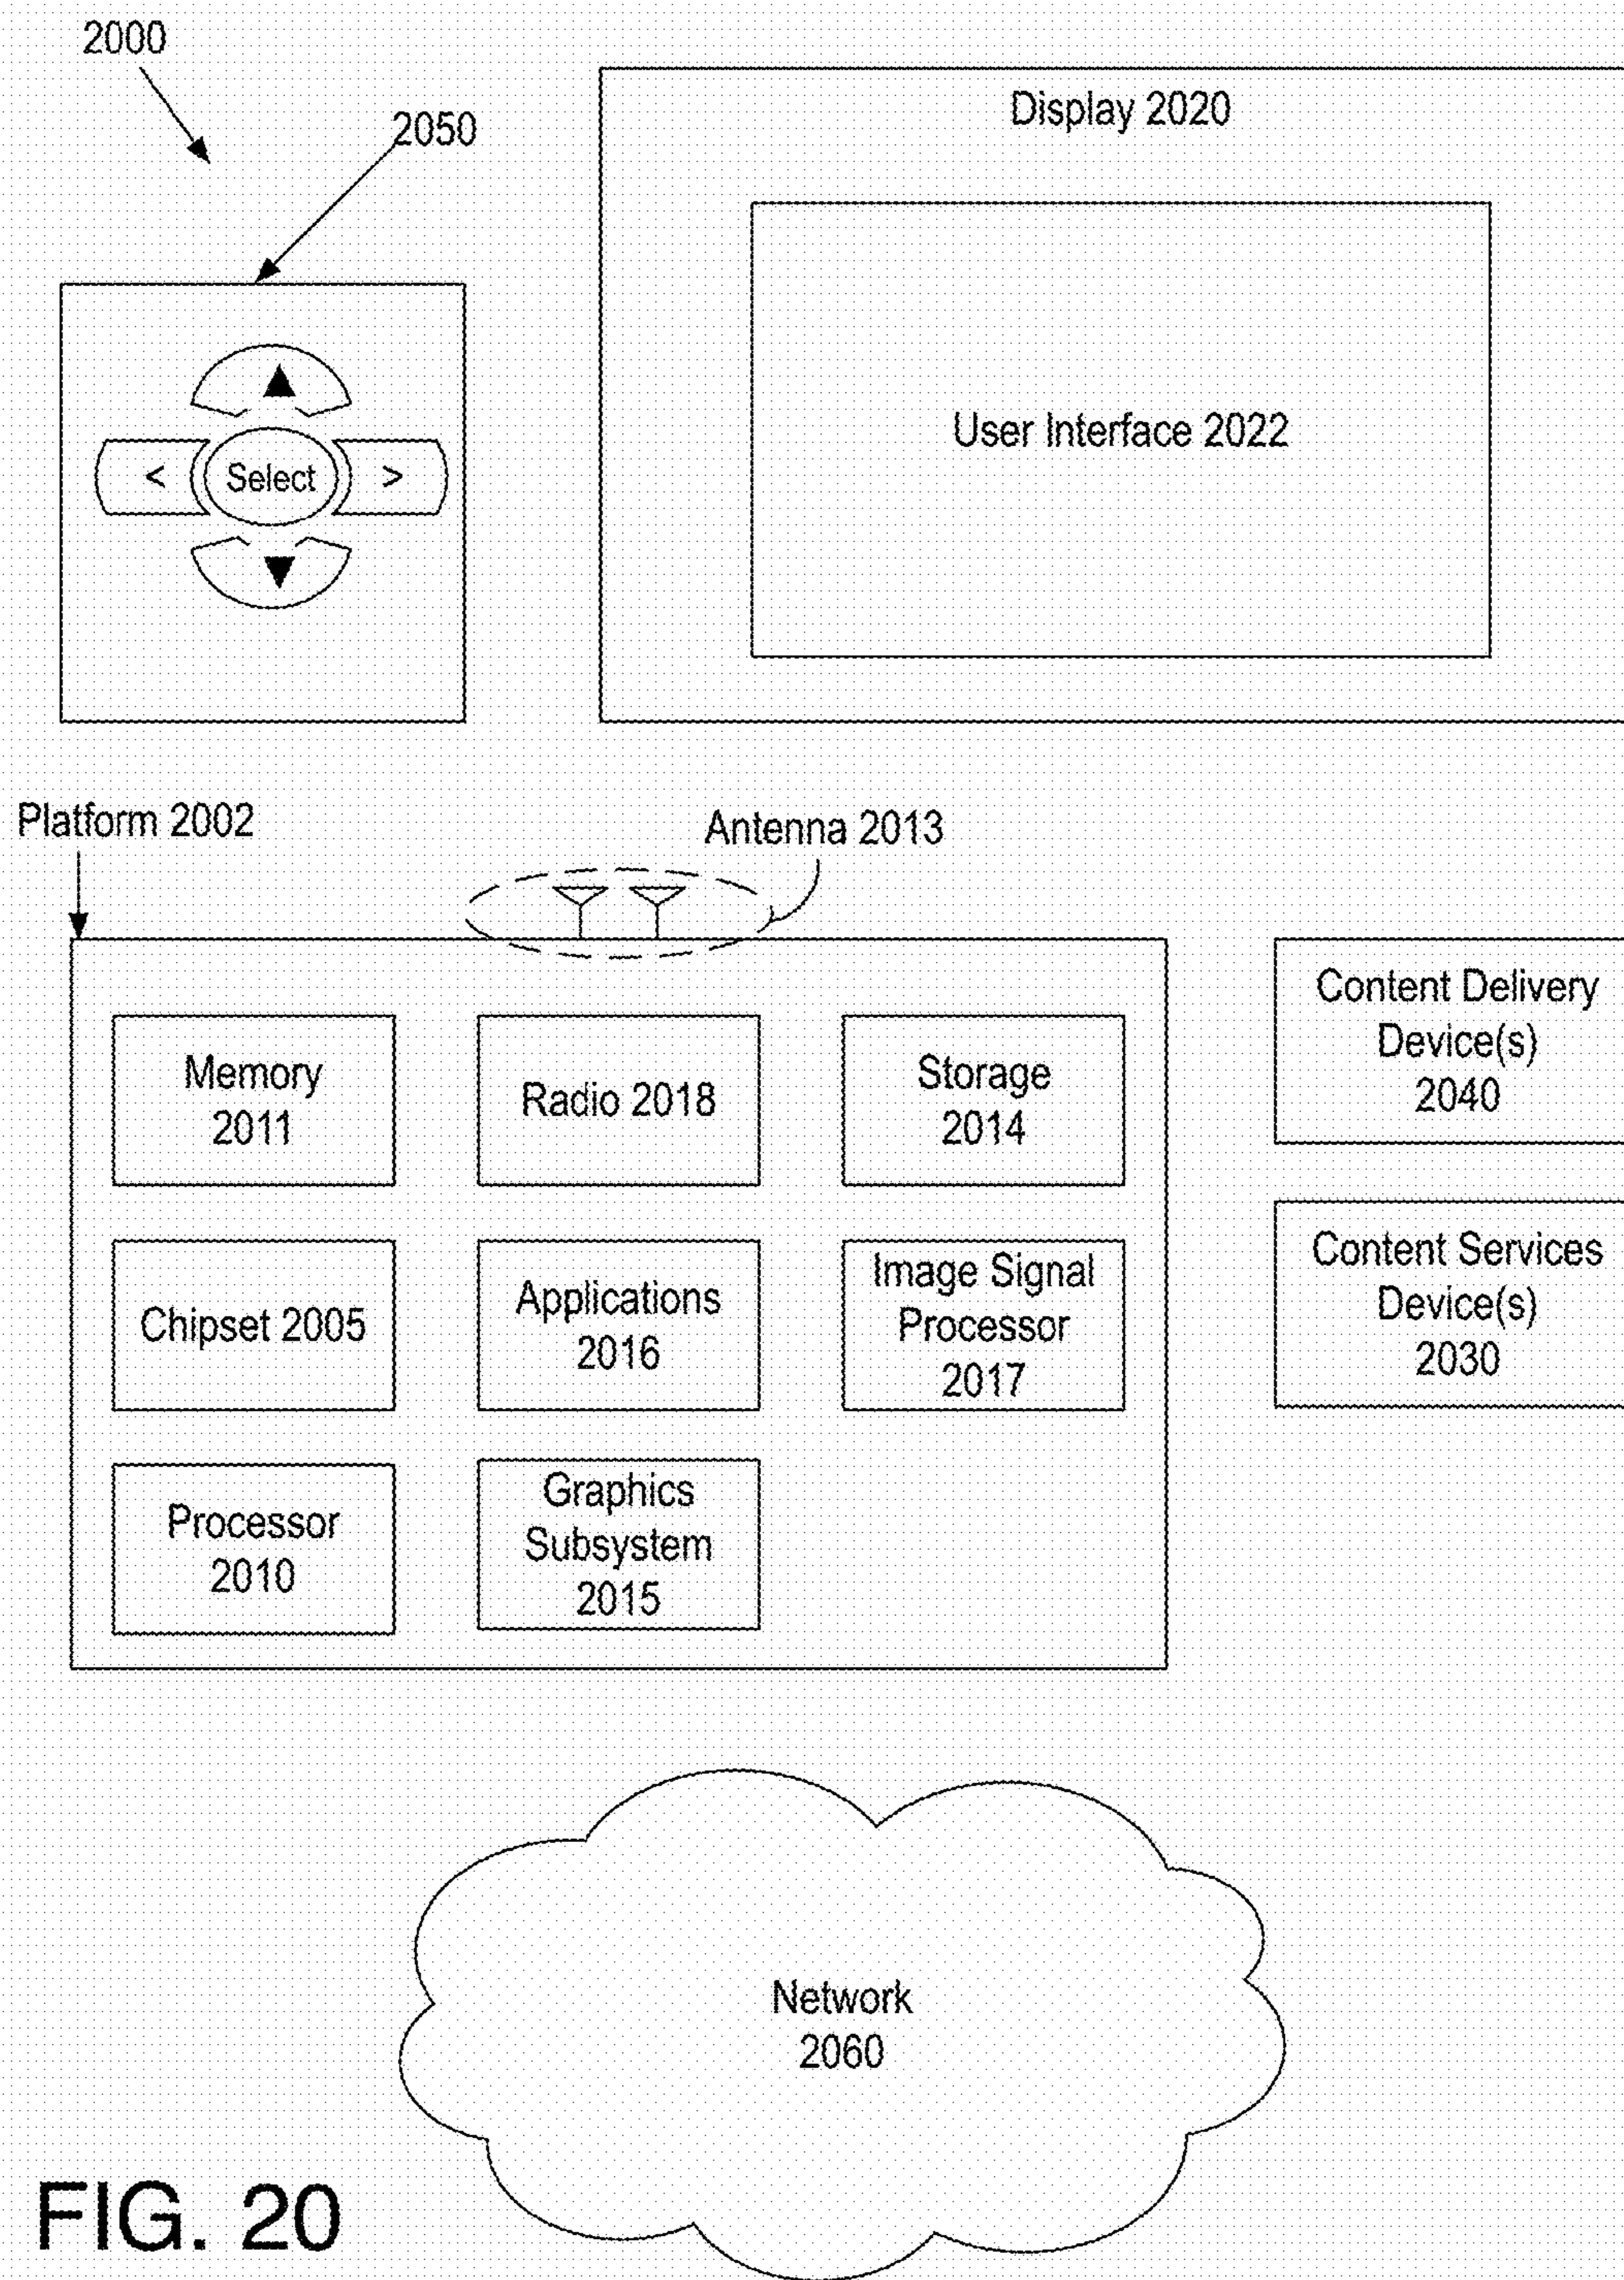 2000
2050
Display 2020
User Interface 2022
<
Select
>
Platform 2002
Antenna 2013
Memory
2011
Radio 2018
Storage
2014
Content Delivery
Device(s)
2040
Chipset 2005
Applications
2016
Image Signal
Processor
2017
Content Services
Device(s)
2030
Processor
2010
Graphics
Subsystem
2015
Network
2060
FIG. 20